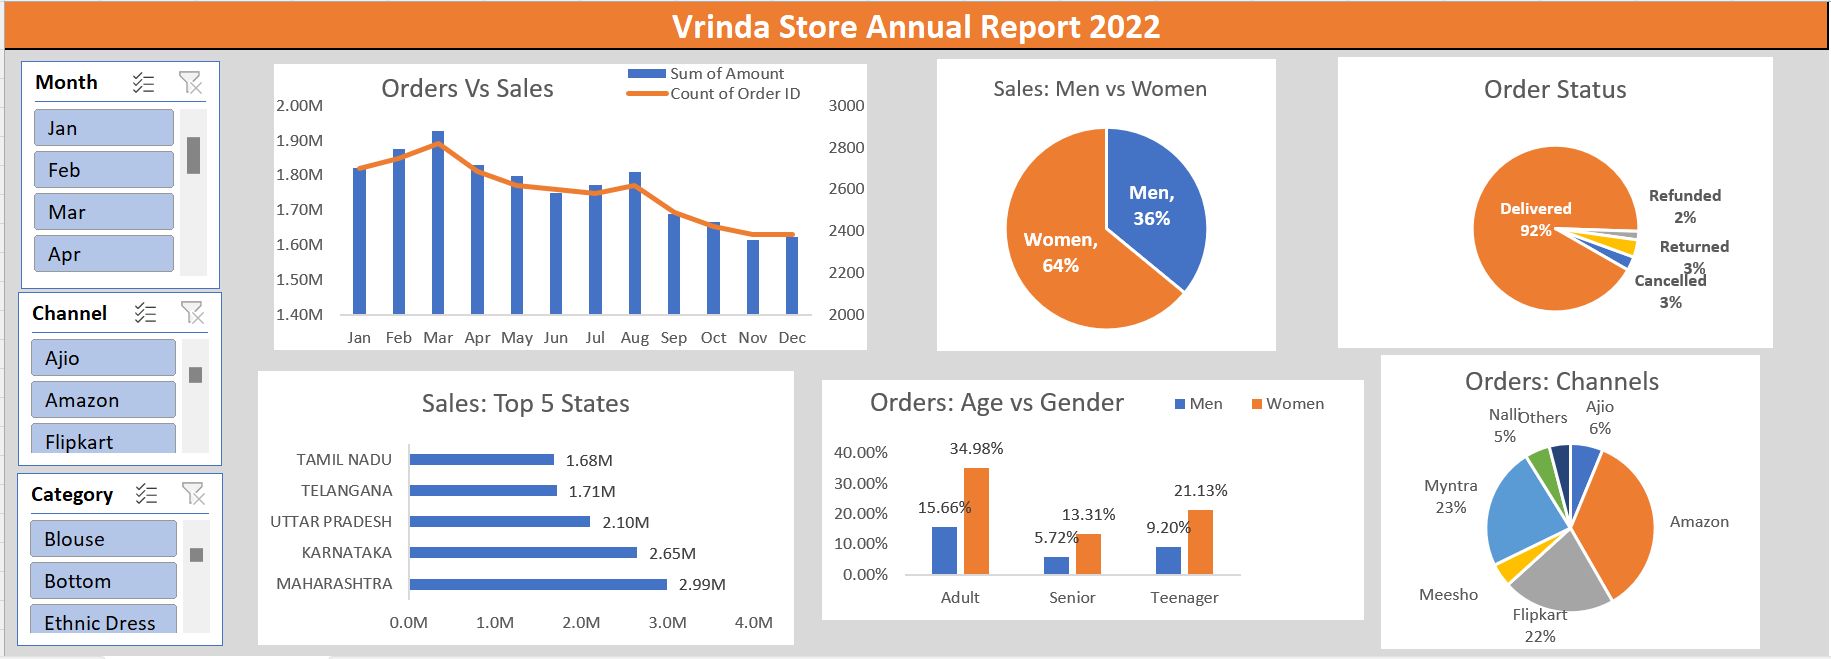 Vrinda Store Annual Report 2022
Month
Jan
Feb
Mar
Apr
Channel
Ajio
Amazon
Flipkart
Category
Blouse
Bottom
Ethnic Dress
Orders Vs Sales
Sum of Amount
Count of Order ID
2.00M
1.90M
1.80M
1.70M
1.60M
1.50M
1.40M
3000
2800
2600
2400
2200
2000
Jan Feb Mar Apr May Jun Jul Aug Sep Oct Nov Dec
Sales: Men vs Women
Men,
36%
Women,
64%
Order Status
Delivered
92%
Refunded
2%
Returned
3%
Cancelled
3%
Sales: Top 5 States
TAMIL NADU 1.68M
TELANGANA 1.71M
UTTAR PRADESH 2.10M
KARNATAKA 2.65M
MAHARASHTRA 2.99M
0.0M 1.0M 2.0M 3.0M 4.0M
Orders: Age vs Gender
Men Women
40.00%
30.00%
20.00%
10.00%
0.00%
15.66% 34.98%
5.72% 13.31%
9.20% 21.13%
Adult Senior Teenager
Orders: Channels
Nalli
5%
Others
Ajio
6%
Myntra
23%
Amazon
Meesho
Flipkart
22%